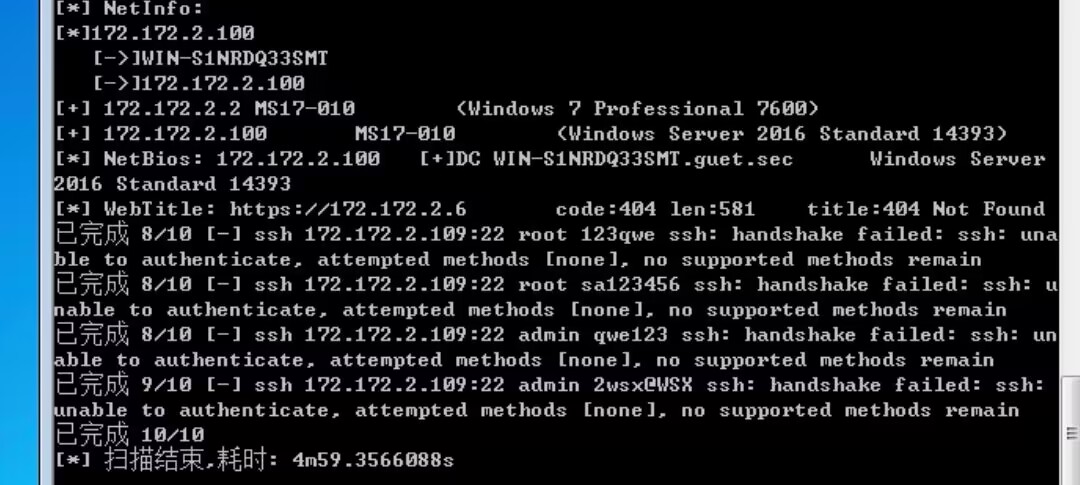 [*] NetInfo:
[*]172.172.2.100
[->]WIN-S1NRDQ33SMT
[->]172.172.2.100
[+] 172.172.2.2 MS17-010 (Windows 7 Professional 7600)
[+] 172.172.2.100 MS17-010 (Windows Server 2016 Standard 14393)
[*] NetBios: 172.172.2.100 [+]DC WIN-S1NRDQ33SMT.guet.sec Windows Server
2016 Standard 14393
[*] WebTitle: https://172.172.2.6 code:404 len:581 title:404 Not Found
已完成 8/10 [-] ssh 172.172.2.109:22 root 123qwe ssh: handshake failed: ssh: una
ble to authenticate, attempted methods [none], no supported methods remain
已完成 8/10 [-] ssh 172.172.2.109:22 root sa123456 ssh: handshake failed: ssh: u
nable to authenticate, attempted methods [none], no supported methods remain
已完成 8/10 [-] ssh 172.172.2.109:22 admin qwe123 ssh: handshake failed: ssh: un
able to authenticate, attempted methods [none], no supported methods remain
已完成 9/10 [-] ssh 172.172.2.109:22 admin 2wsx@WSX ssh: handshake failed: ssh:
unable to authenticate, attempted methods [none], no supported methods remain
已完成 10/10
[*] 扫描结束,耗时: 4m59.3566088s